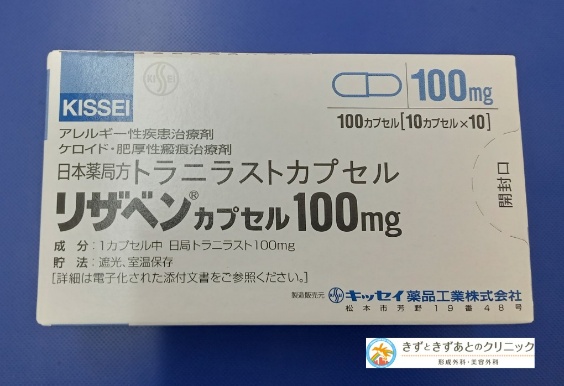 KISSEI
KISSEI
100mg
100カプセル[10カプセル×10]
アレルギー性疾患治療剤
ケロイド・肥厚性瘢痕治療剤
日本薬局方トラニラストカプセル
リザベン®カプセル100mg
開封口
成 分：1カプセル中 日局トラニラスト100mg
貯 法：遮光、室温保存
[詳細は電子化された添付文書をご参照ください。]
製造販売元 キッセイ薬品工業株式会社
松本市芳野19番48号
きずときずあとのクリニック
形成外科・美容外科